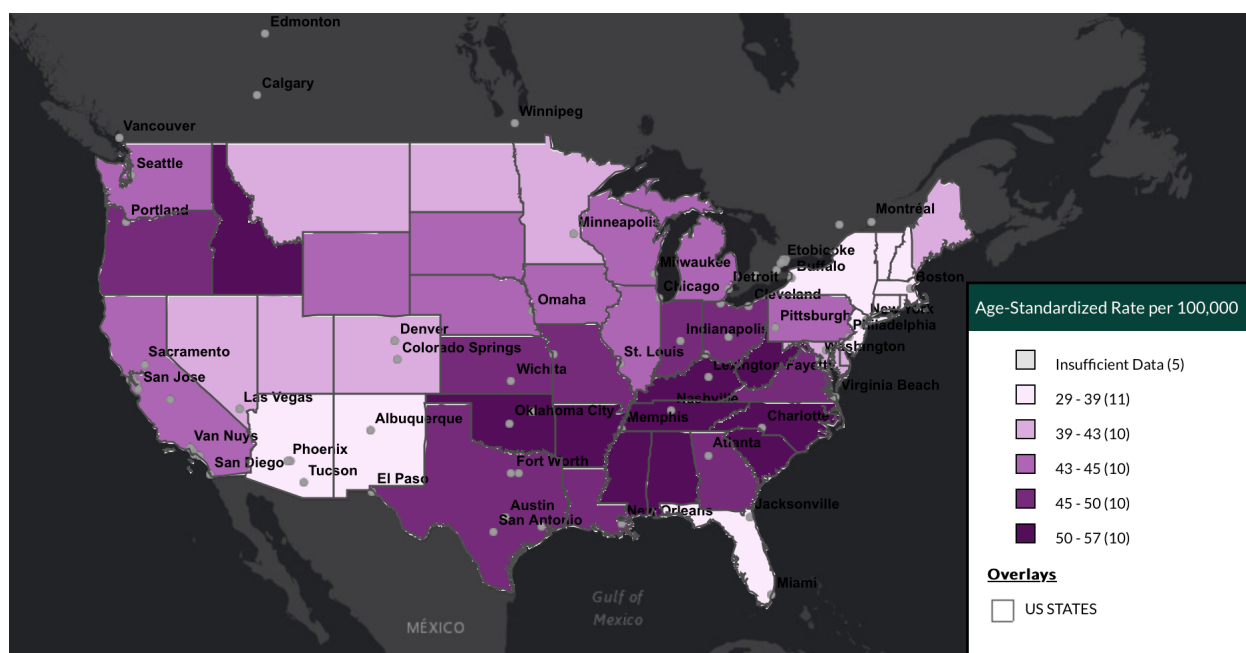 Edmonton
Calgary
Winnipeg
Vancouver
Seattle
Portland
Minneapolis
Montréal
Etobicoke
Buffalo
Milwaukee
Detroit
Boston
Chicago
Cleveland
Omaha
New York
Pittsburgh
Philadelphia
Indianapolis
Denver
Sacramento
Colorado Springs
St. Louis
Washington
San Jose
Wichita
Lexington-Fayette
Virginia Beach
Las Vegas
Nashville
Albuquerque
Oklahoma City
Memphis
Charlotte
Van Nuys
Phoenix
Atlanta
San Diego
Tucson
Fort Worth
El Paso
Austin
San Antonio
New Orleans
Jacksonville
Miami
Gulf of
Mexico
MÉXICO
Age-Standardized Rate per 100,000
Insufficient Data (5)
29 - 39 (11)
39 - 43 (10)
43 - 45 (10)
45 - 50 (10)
50 - 57 (10)
Overlays
US STATES